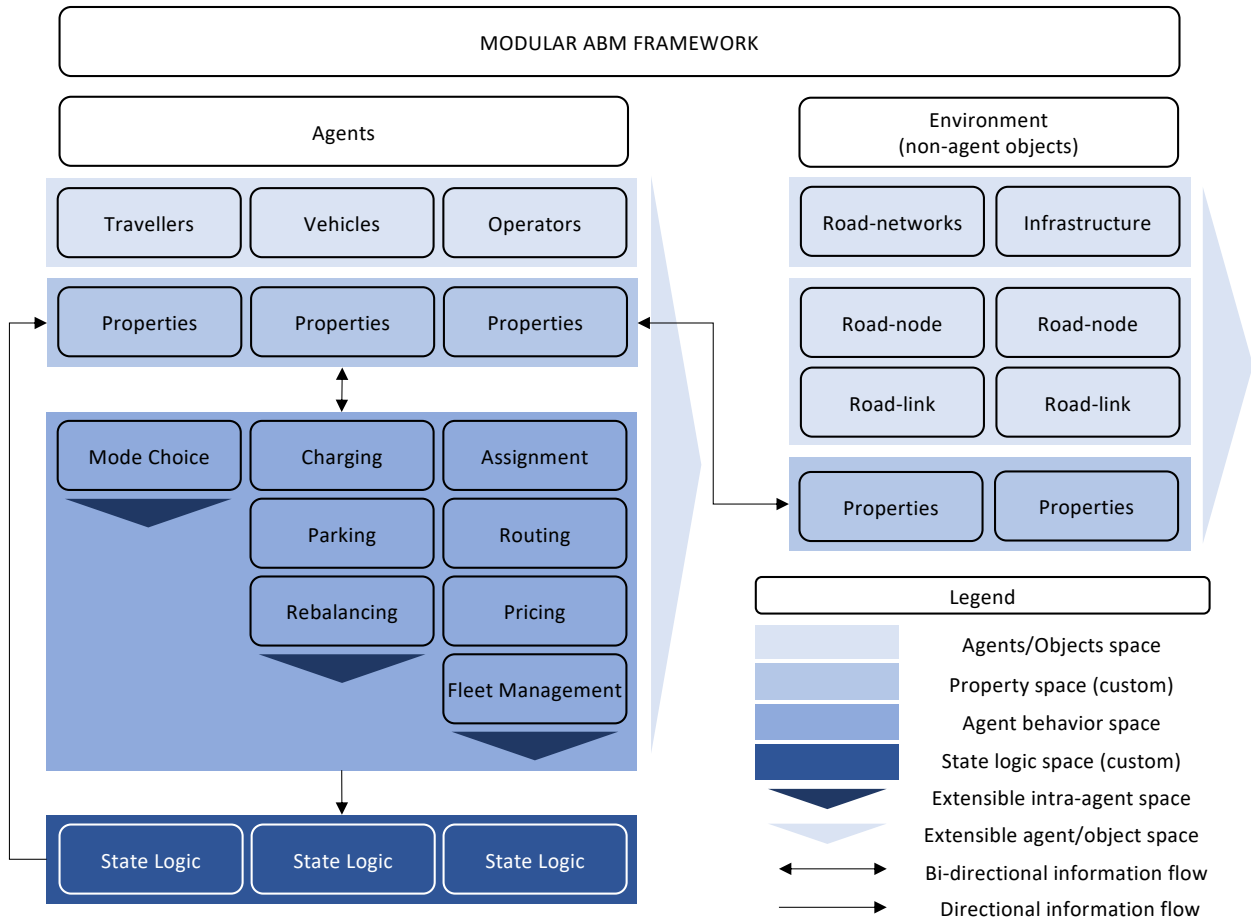 MODULAR ABM FRAMEWORK
Agents
Travellers
Vehicles
Operators
Properties
Properties
Properties
Mode Choice
Charging
Assignment
Parking
Routing
Rebalancing
Pricing
Fleet Management
State Logic
State Logic
State Logic
Environment
(non-agent objects)
Road-networks
Infrastructure
Road-node
Road-node
Road-link
Road-link
Properties
Properties
Legend
Agents/Objects space
Property space (custom)
Agent behavior space
State logic space (custom)
Extensible intra-agent space
Extensible agent/object space
Bi-directional information flow
Directional information flow